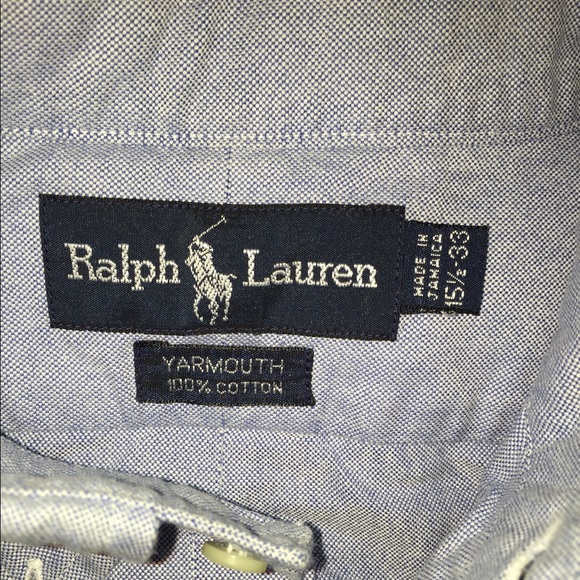 Ralph Lauren
MADE IN
JAMAICA
15½-33
YARMOUTH
100% COTTON